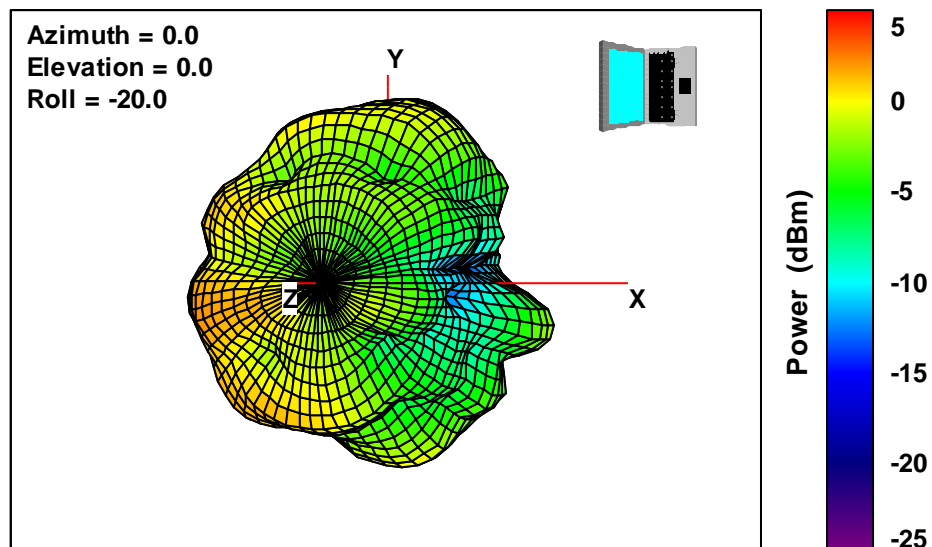 Azimuth = 0.0
Elevation = 0.0
Roll = -20.0
Y
Z
X
Power (dBm)
5
0
-5
-10
-15
-20
-25